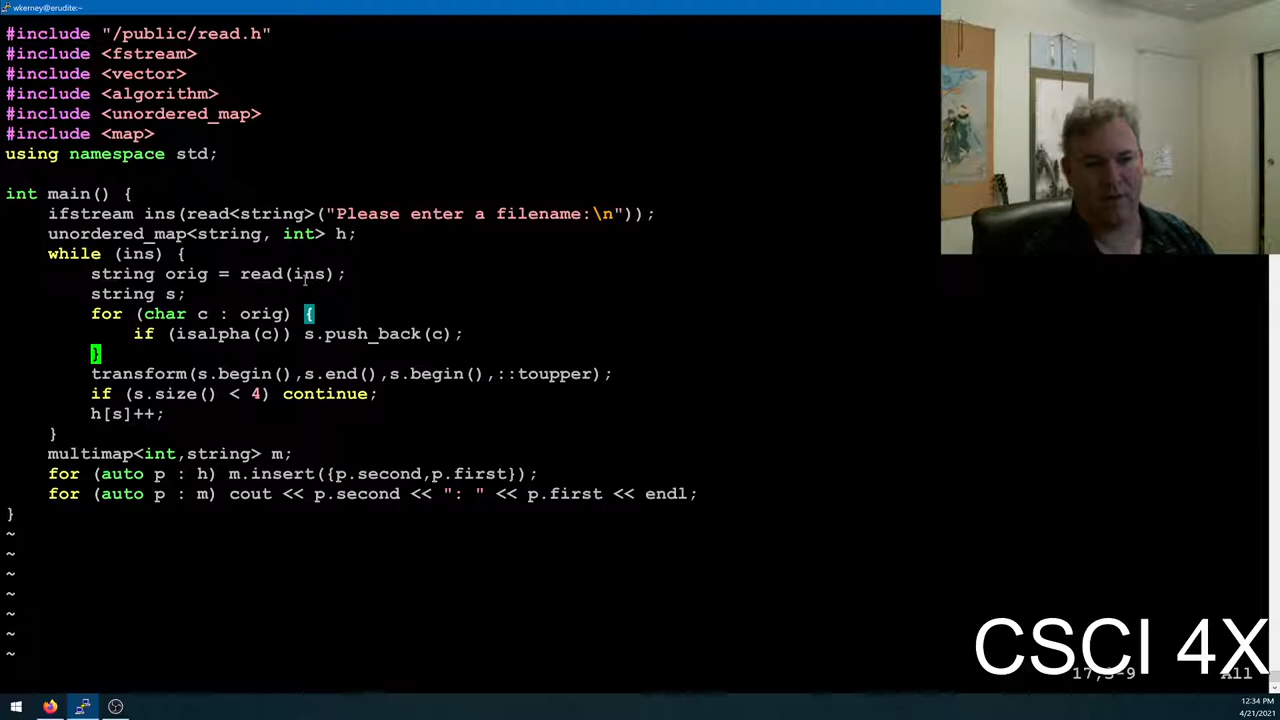 wkerney@erudite:~
#include "/public/read.h"
#include <fstream>
#include <vector>
#include <algorithm>
#include <unordered_map>
#include <map>
using namespace std;
int main() {
    ifstream ins(read<string>("Please enter a filename:\n"));
    unordered_map<string, int> h;
    while (ins) {
        string orig = read(ins);
        string s;
        for (char c : orig) {
            if (isalpha(c)) s.push_back(c);
        }
        transform(s.begin(),s.end(),s.begin(),::toupper);
        if (s.size() < 4) continue;
        h[s]++;
    }
    multimap<int,string> m;
    for (auto p : h) m.insert({p.second,p.first});
    for (auto p : m) cout << p.second << ": " << p.first << endl;
}
~
~
~
~
~
~
~
CSCI 4X
All
12:34 PM
4/21/2021